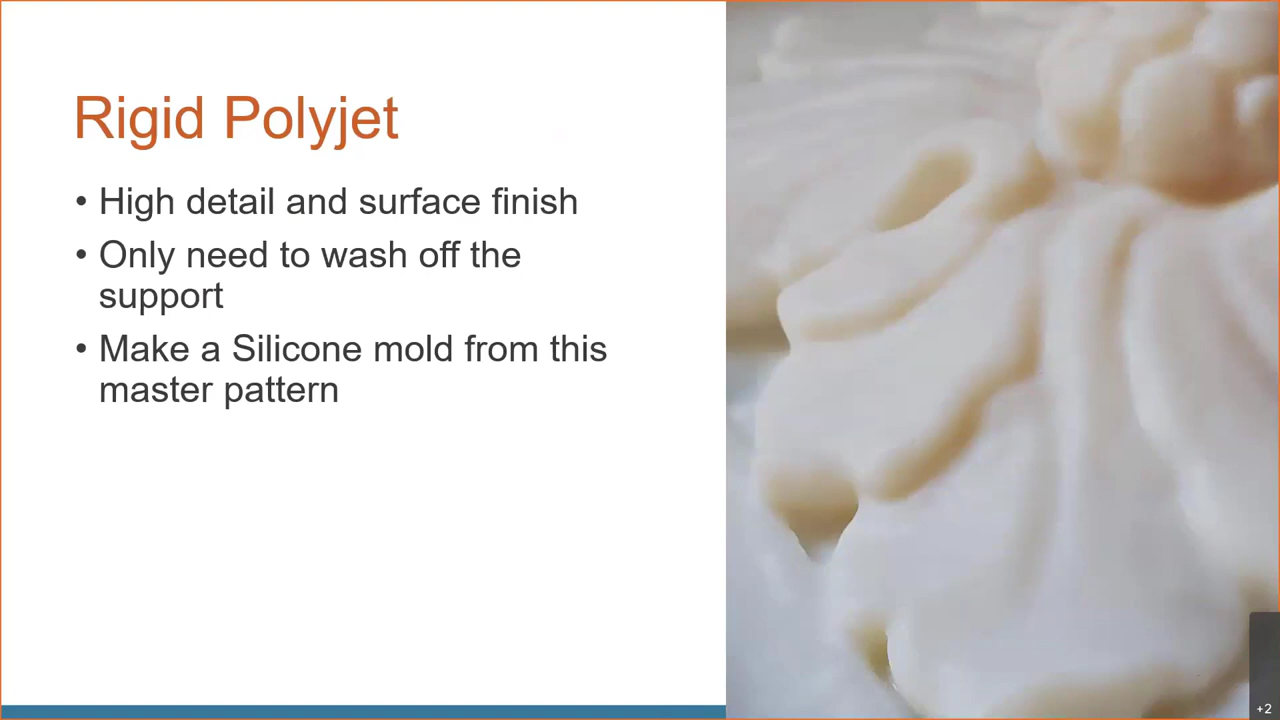 Rigid Polyjet
• High detail and surface finish
• Only need to wash off the
support
• Make a Silicone mold from this
master pattern
+2